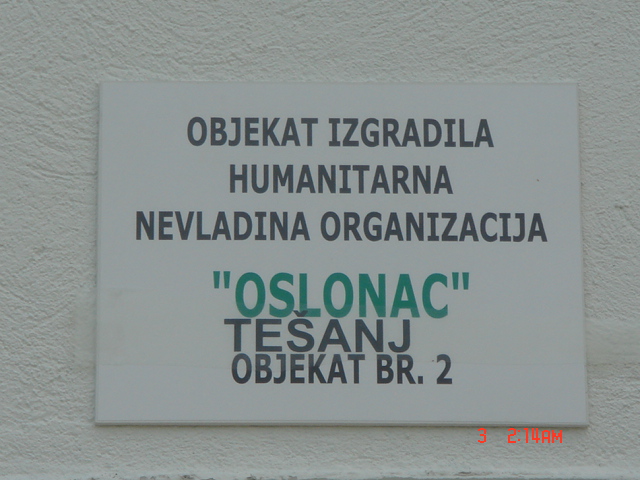 OBJEKAT IZGRADILA
HUMANITARNA
NEVLADINA ORGANIZACIJA
"OSLONAC"
TEŠANJ
OBJEKAT BR. 2
3 2:14AM